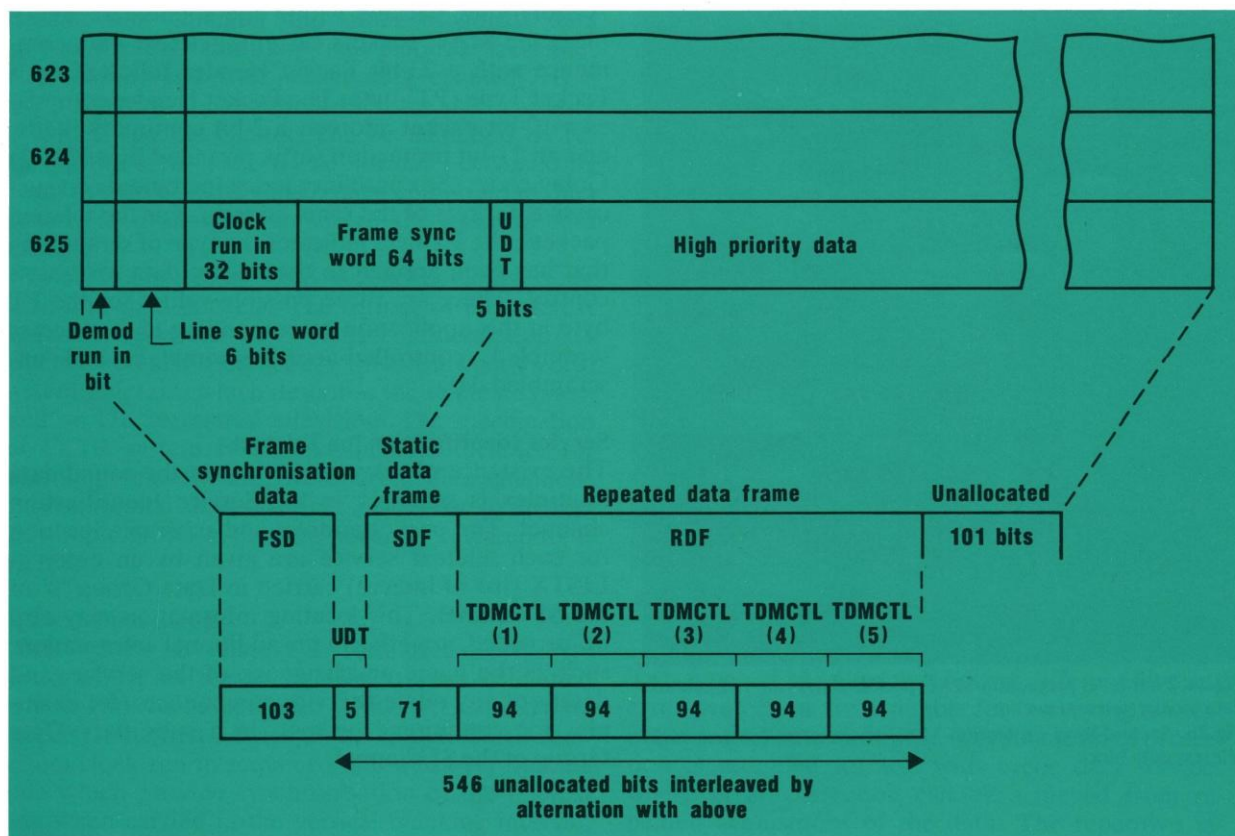 623
624
625
Clock
run in
32 bits
Frame sync
word 64 bits
U
D
T
High priority data
5 bits
Demod
run in
bit
Line sync word
6 bits
Frame
synchronisation
data
Static
data
frame
Repeated data frame
Unallocated
FSD
SDF
RDF
101 bits
UDT
TDMCTL
(1)
TDMCTL
(2)
TDMCTL
(3)
TDMCTL
(4)
TDMCTL
(5)
103 5 71 94 94 94 94 94
546 unallocated bits interleaved by
alternation with above